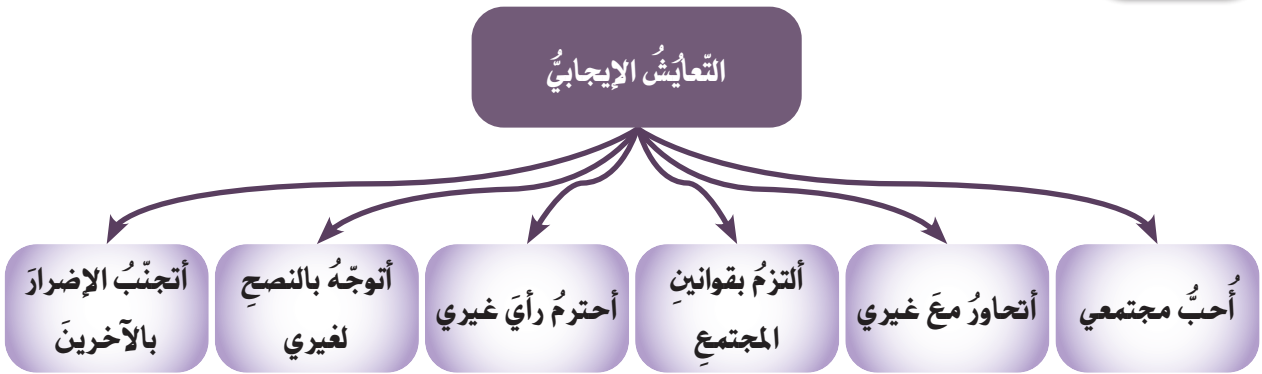 التّعايُشُ الإيجابيُّ
أُحبُّ مجتمعي
أتحاورُ معَ غيري
ألتزمُ بقوانينِ
المجتمعِ
أحترمُ رأيَ غيري
أتوجّهُ بالنصحِ
لغيري
أتجنّبُ الإضرارَ
بالآخرينَ